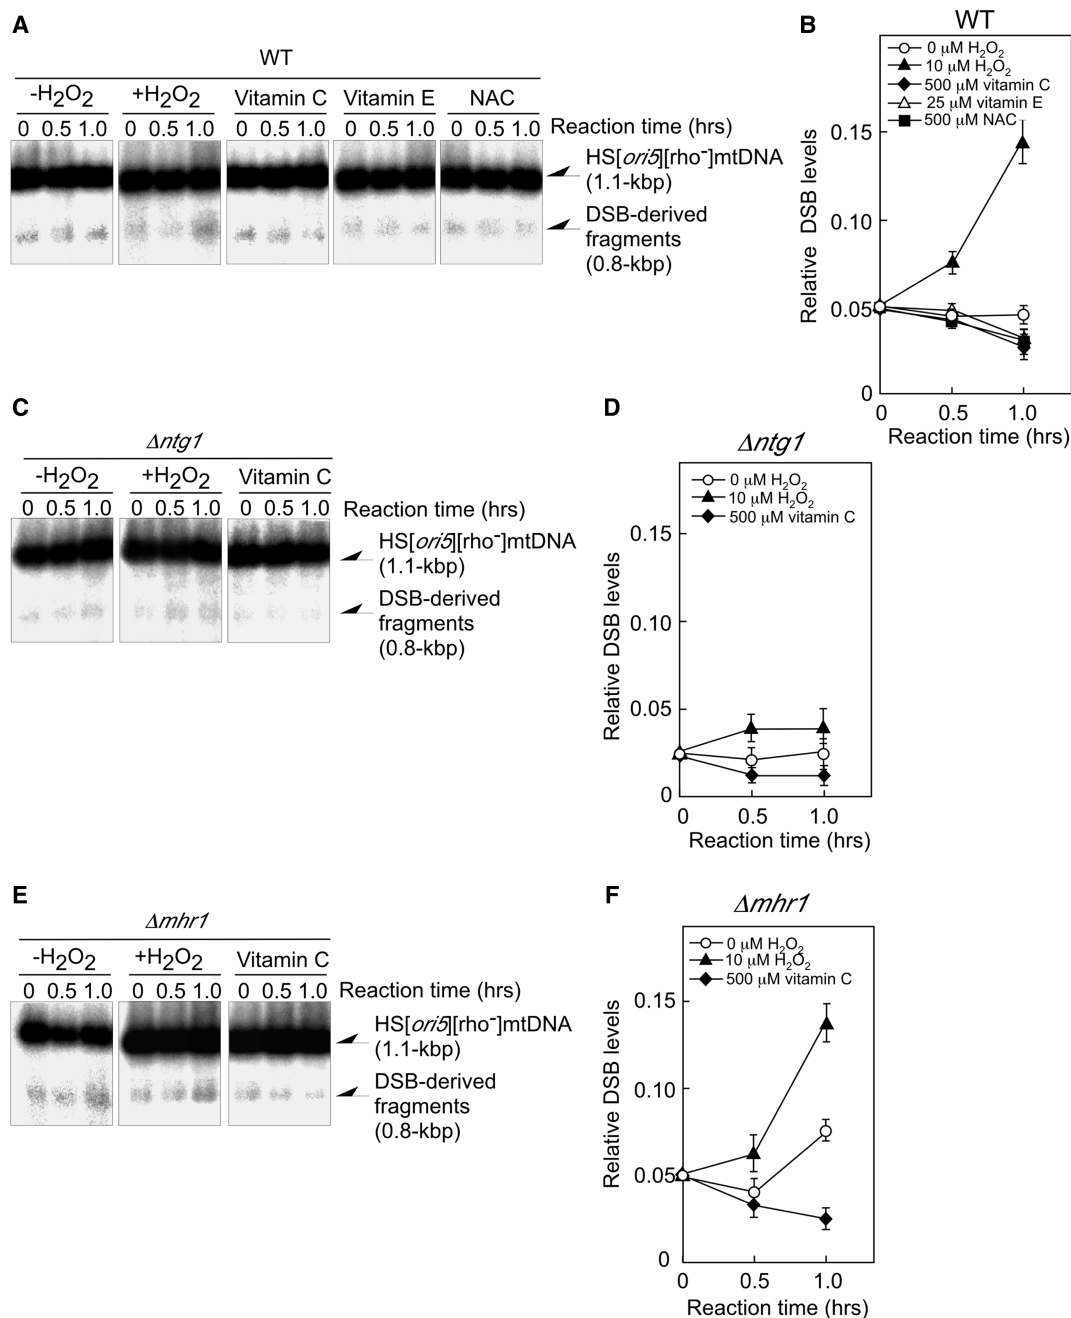 A
WT
-H₂O₂ +H₂O₂ Vitamin C Vitamin E NAC
0 0.5 1.0 0 0.5 1.0 0 0.5 1.0 0 0.5 1.0 0 0.5 1.0 Reaction time (hrs)
HS[ori5][rho⁻]mtDNA
(1.1-kbp)
DSB-derived
fragments
(0.8-kbp)
B
WT
0 µM H₂O₂
10 µM H₂O₂
500 µM vitamin C
25 µM vitamin E
500 µM NAC
Relative DSB levels
0.15
0.10
0.05
0
0 0.5 1.0
Reaction time (hrs)
C
Δntg1
-H₂O₂ +H₂O₂ Vitamin C
0 0.5 1.0 0 0.5 1.0 0 0.5 1.0 Reaction time (hrs)
HS[ori5][rho⁻]mtDNA
(1.1-kbp)
DSB-derived
fragments
(0.8-kbp)
D
Δntg1
0 µM H₂O₂
10 µM H₂O₂
500 µM vitamin C
Relative DSB levels
0.15
0.10
0.05
0
0 0.5 1.0
Reaction time (hrs)
E
Δmhr1
-H₂O₂ +H₂O₂ Vitamin C
0 0.5 1.0 0 0.5 1.0 0 0.5 1.0 Reaction time (hrs)
HS[ori5][rho⁻]mtDNA
(1.1-kbp)
DSB-derived
fragments
(0.8-kbp)
F
Δmhr1
0 µM H₂O₂
10 µM H₂O₂
500 µM vitamin C
Relative DSB levels
0.15
0.10
0.05
0
0 0.5 1.0
Reaction time (hrs)